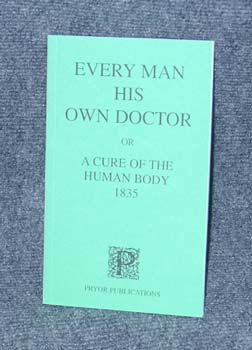 EVERY MAN
HIS
OWN DOCTOR
OR
A CURE OF THE
HUMAN BODY
1835
P
PRYOR PUBLICATIONS